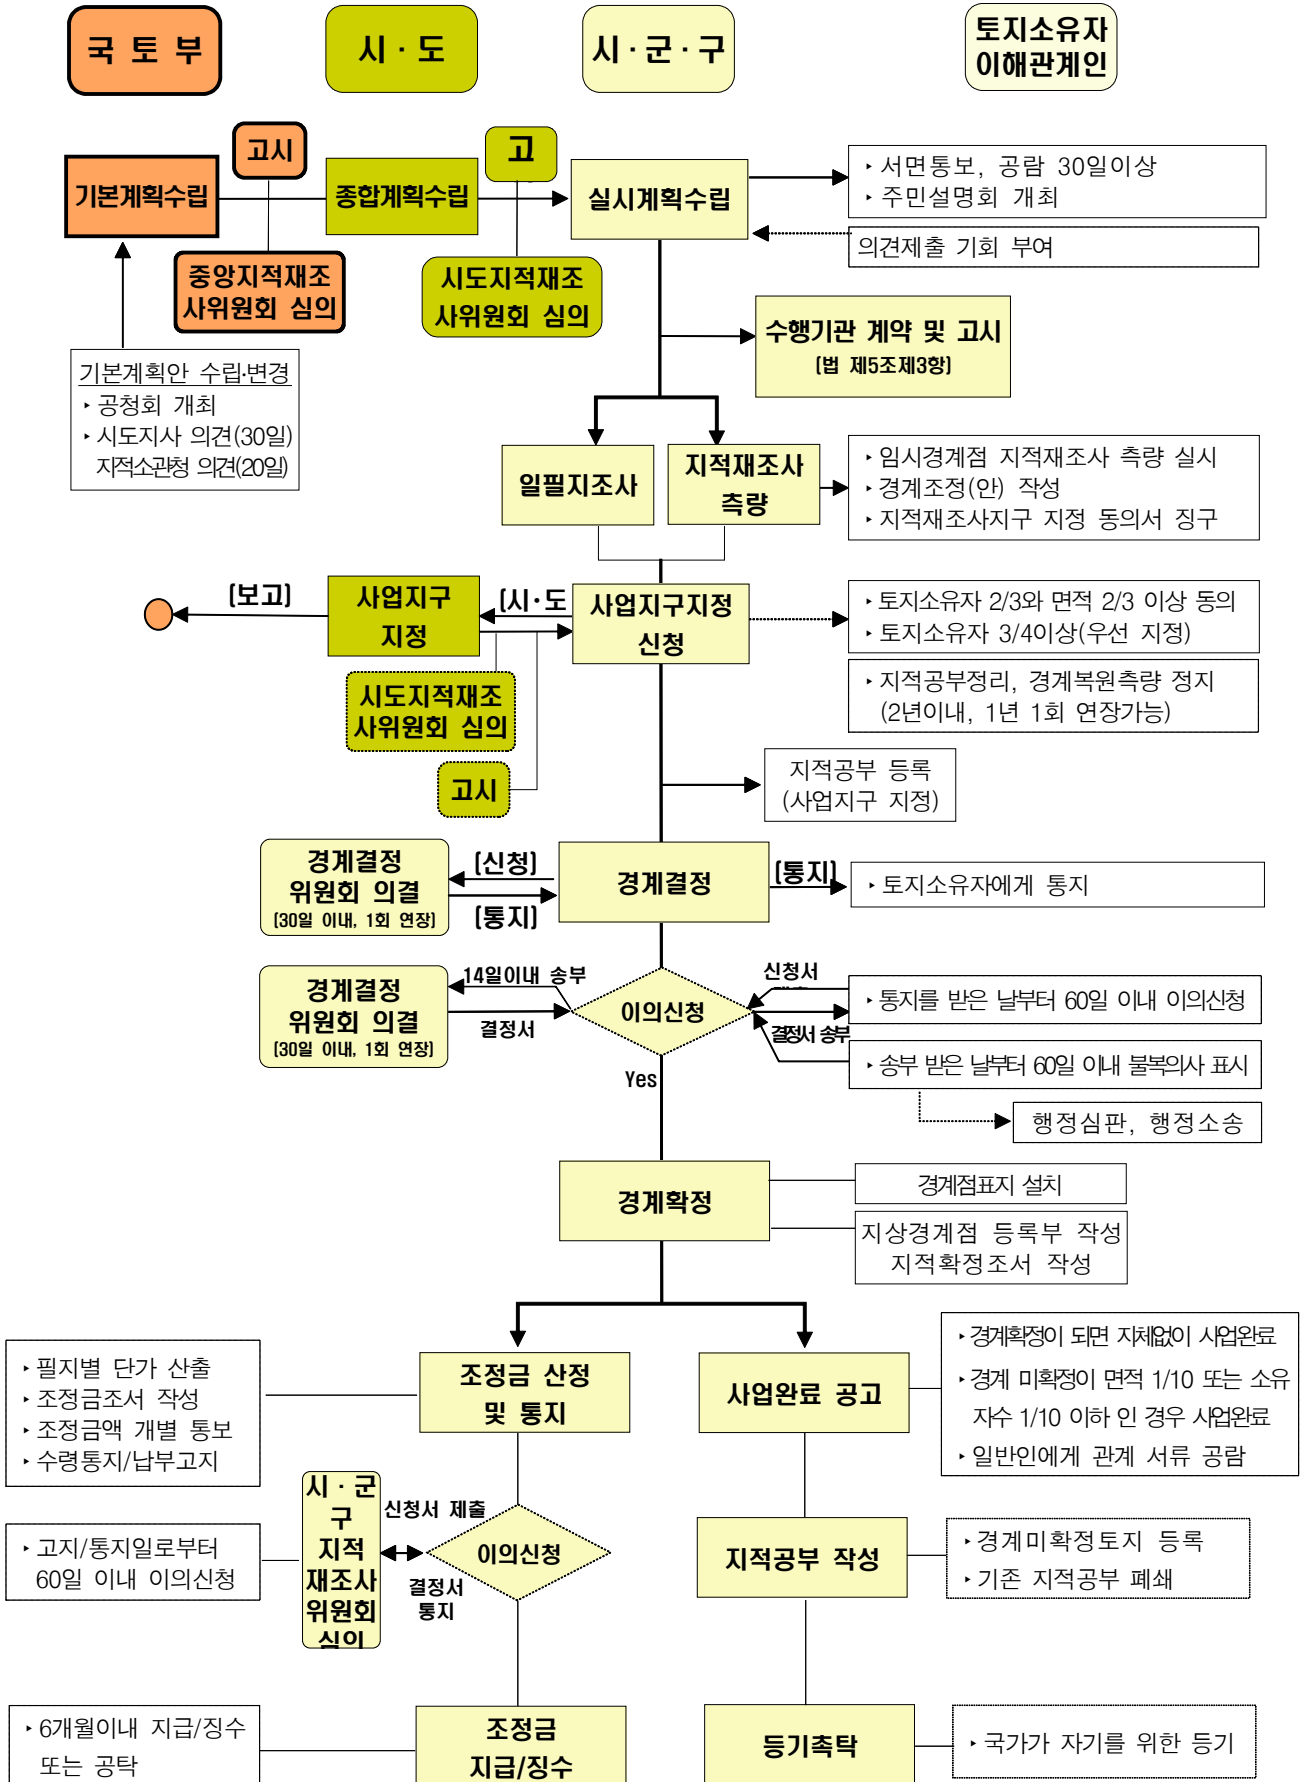 국 토 부
시 · 도
시 · 군 · 구
토지소유자
이해관계인
고시
고
기본계획수립
종합계획수립
실시계획수립
‣ 서면통보, 공람 30일이상
‣ 주민설명회 개최
의견제출 기회 부여
중앙지적재조
사위원회 심의
시도지적재조
사위원회 심의
수행기관 계약 및 고시
(법 제5조제3항)
기본계획안 수립·변경
‣ 공청회 개최
‣ 시도지사 의견(30일)
지적소관청 의견(20일)
일필지조사
지적재조사
측량
‣ 임시경계점 지적재조사 측량 실시
‣ 경계조정(안) 작성
‣ 지적재조사지구 지정 동의서 징구
(보고)
사업지구
지정
(시·도
사업지구지정
신청
‣ 토지소유자 2/3와 면적 2/3 이상 동의
‣ 토지소유자 3/4이상(우선 지정)
‣ 지적공부정리, 경계복원측량 정지
(2년이내, 1년 1회 연장가능)
시도지적재조
사위원회 심의
고시
지적공부 등록
(사업지구 지정)
경계결정
위원회 의결
(30일 이내, 1회 연장)
(신청)
(통지)
경계결정
(통지)
‣ 토지소유자에게 통지
경계결정
위원회 의결
(30일 이내, 1회 연장)
14일이내 송부
결정서
이의신청
신청서
결정서 송부
‣ 통지를 받은 날부터 60일 이내 이의신청
‣ 송부 받은 날부터 60일 이내 불복의사 표시
Yes
행정심판, 행정소송
경계확정
경계점표지 설치
지상경계점 등록부 작성
지적확정조서 작성
‣ 필지별 단가 산출
‣ 조정금조서 작성
‣ 조정금액 개별 통보
‣ 수령통지/납부고지
조정금 산정
및 통지
사업완료 공고
‣ 경계확정이 되면 지체없이 사업완료
‣ 경계 미확정이 면적 1/10 또는 소유
자수 1/10 이하 인 경우 사업완료
‣ 일반인에게 관계 서류 공람
‣ 고지/통지일로부터
60일 이내 이의신청
시 · 군
구
지적
재조사
위원회
심의
신청서 제출
결정서
통지
이의신청
지적공부 작성
‣ 경계미확정토지 등록
‣ 기존 지적공부 폐쇄
‣ 6개월이내 지급/징수
또는 공탁
조정금
지급/징수
등기촉탁
‣ 국가가 자기를 위한 등기